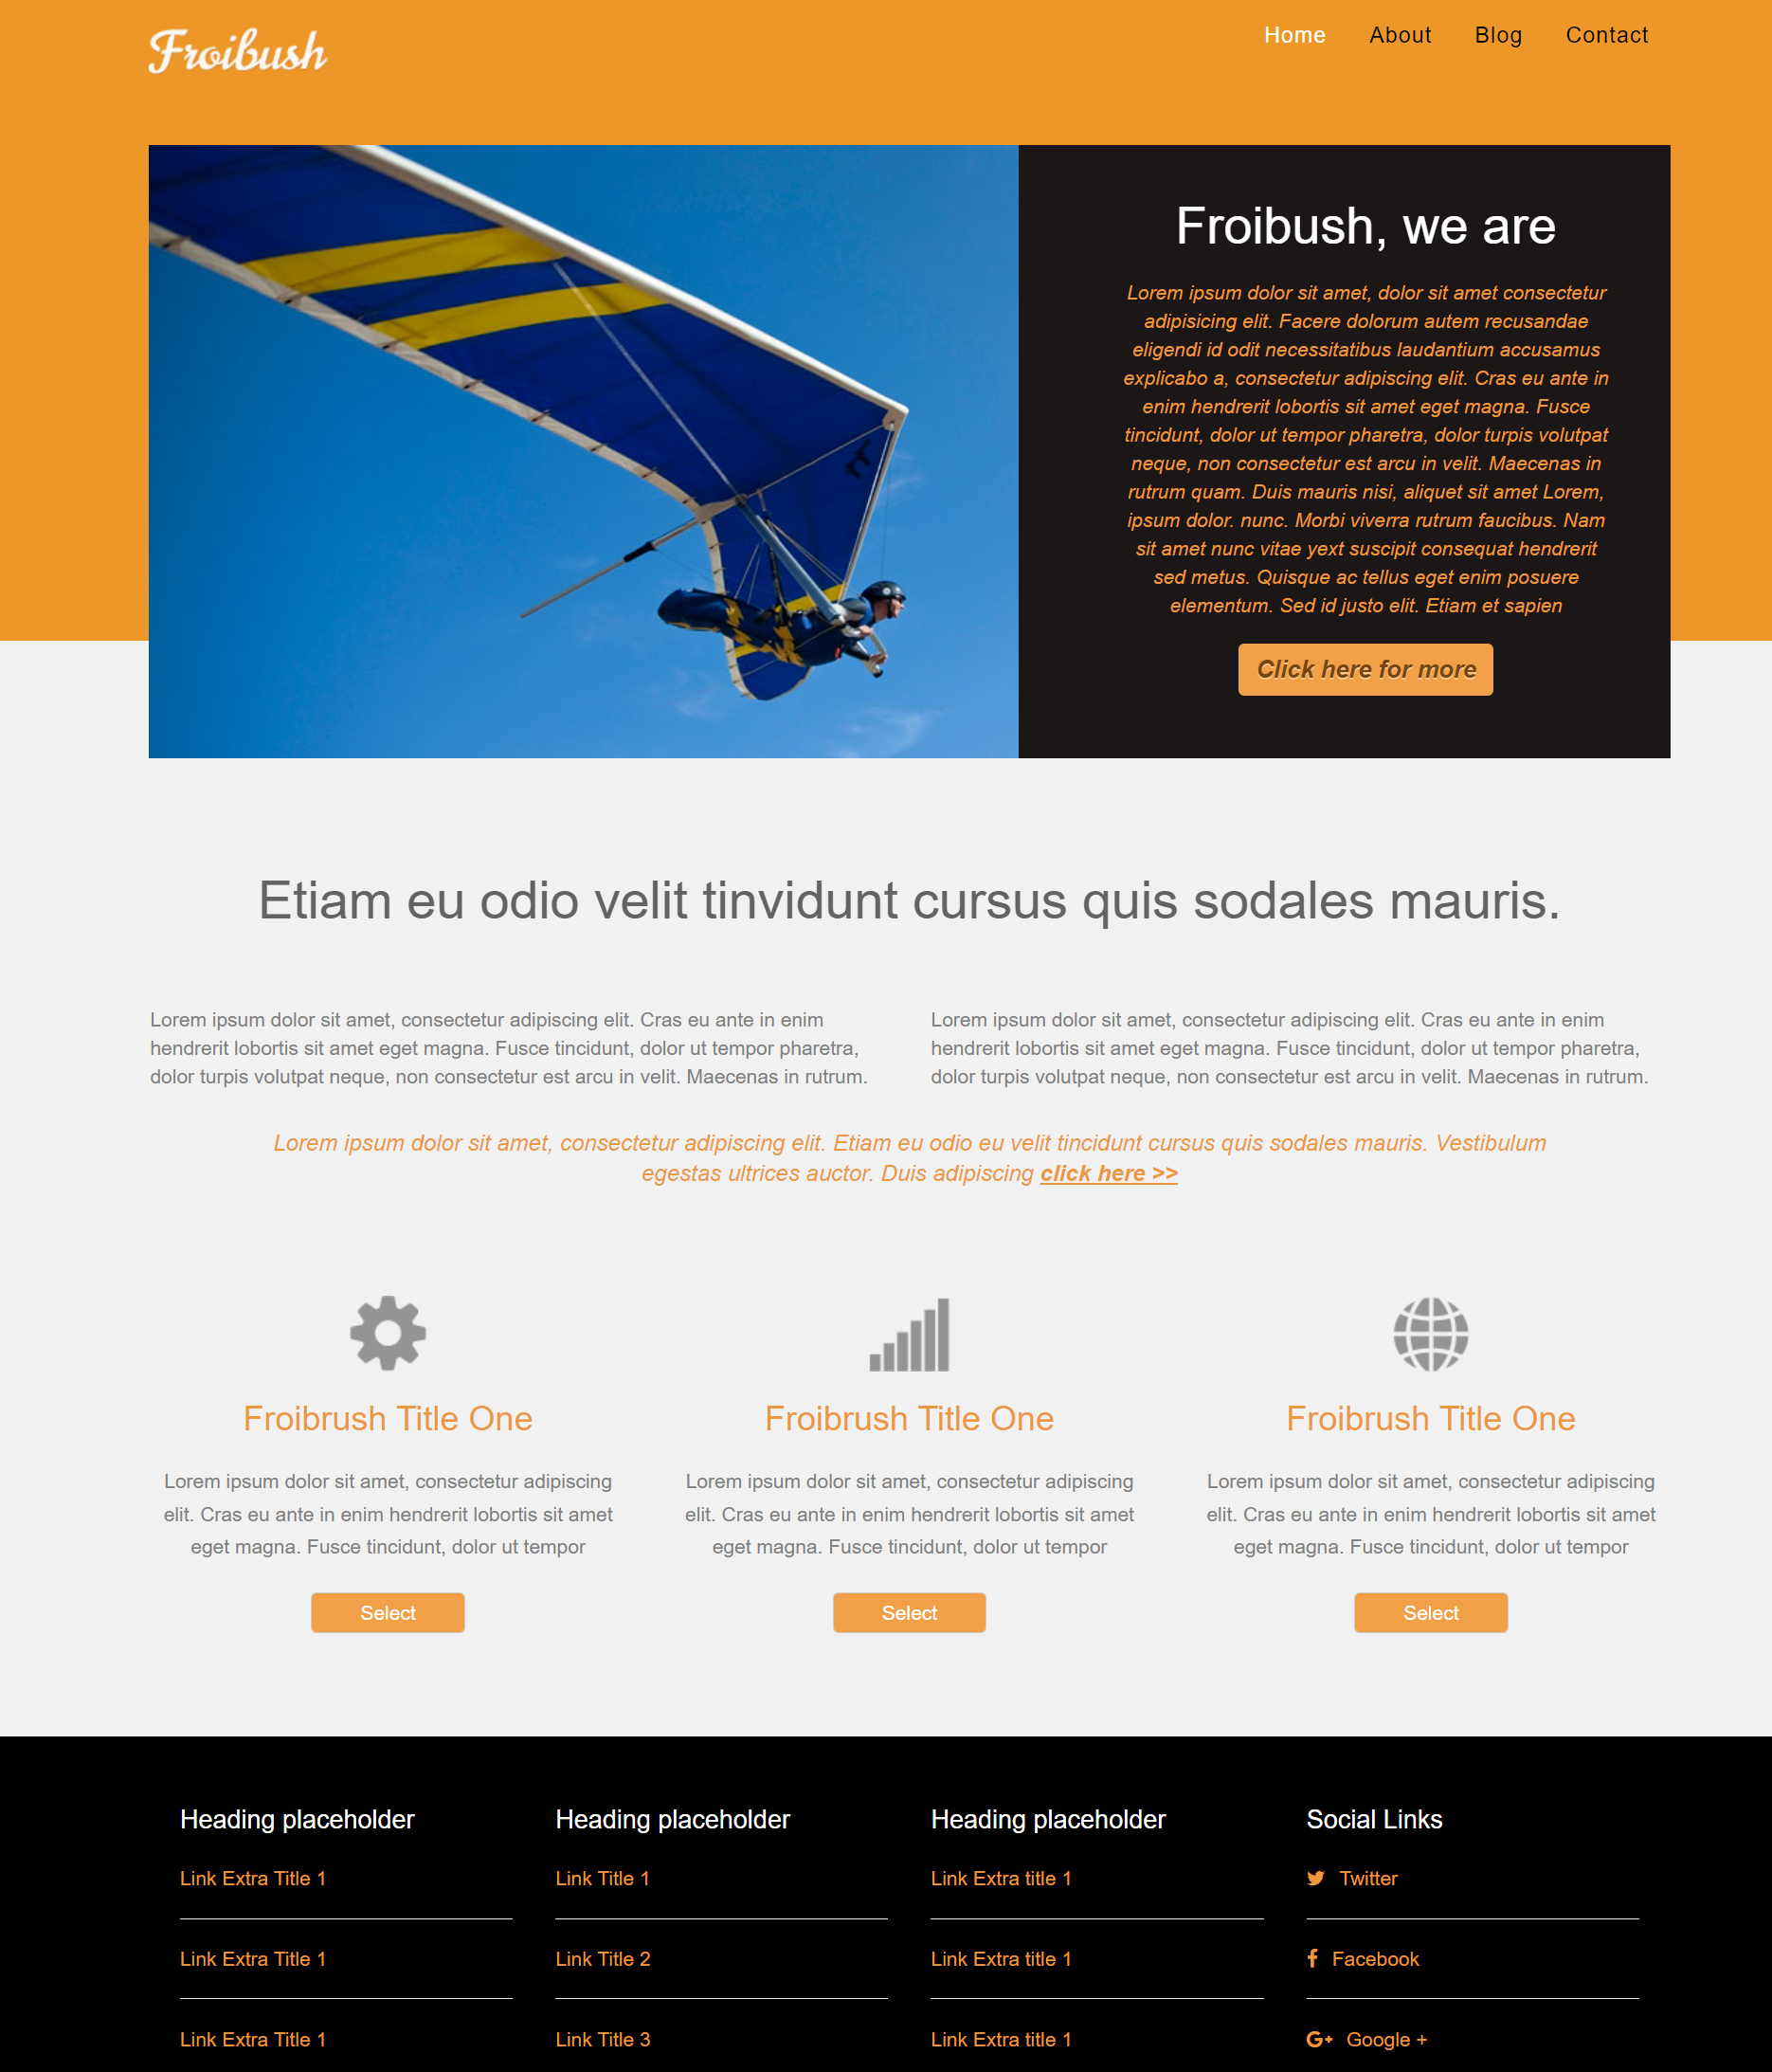 Froibush
Home About Blog Contact
Froibush, we are
Lorem ipsum dolor sit amet, dolor sit amet consectetur
adipisicing elit. Facere dolorum autem recusandae
eligendi id odit necessitatibus laudantium accusamus
explicabo a, consectetur adipiscing elit. Cras eu ante in
enim hendrerit lobortis sit amet eget magna. Fusce
tincidunt, dolor ut tempor pharetra, dolor turpis volutpat
neque, non consectetur est arcu in velit. Maecenas in
rutrum quam. Duis mauris nisi, aliquet sit amet Lorem,
ipsum dolor. nunc. Morbi viverra rutrum faucibus. Nam
sit amet nunc vitae yext suscipit consequat hendrerit
sed metus. Quisque ac tellus eget enim posuere
elementum. Sed id justo elit. Etiam et sapien
Click here for more
Etiam eu odio velit tinvidunt cursus quis sodales mauris.
Lorem ipsum dolor sit amet, consectetur adipiscing elit. Cras eu ante in enim
hendrerit lobortis sit amet eget magna. Fusce tincidunt, dolor ut tempor pharetra,
dolor turpis volutpat neque, non consectetur est arcu in velit. Maecenas in rutrum.
Lorem ipsum dolor sit amet, consectetur adipiscing elit. Cras eu ante in enim
hendrerit lobortis sit amet eget magna. Fusce tincidunt, dolor ut tempor pharetra,
dolor turpis volutpat neque, non consectetur est arcu in velit. Maecenas in rutrum.
Lorem ipsum dolor sit amet, consectetur adipiscing elit. Etiam eu odio eu velit tincidunt cursus quis sodales mauris. Vestibulum
egestas ultrices auctor. Duis adipiscing click here >>
Froibrush Title One
Lorem ipsum dolor sit amet, consectetur adipiscing
elit. Cras eu ante in enim hendrerit lobortis sit amet
eget magna. Fusce tincidunt, dolor ut tempor
Select
Froibrush Title One
Lorem ipsum dolor sit amet, consectetur adipiscing
elit. Cras eu ante in enim hendrerit lobortis sit amet
eget magna. Fusce tincidunt, dolor ut tempor
Select
Froibrush Title One
Lorem ipsum dolor sit amet, consectetur adipiscing
elit. Cras eu ante in enim hendrerit lobortis sit amet
eget magna. Fusce tincidunt, dolor ut tempor
Select
Heading placeholder
Link Extra Title 1
Link Extra Title 1
Link Extra Title 1
Heading placeholder
Link Title 1
Link Title 2
Link Title 3
Heading placeholder
Link Extra title 1
Link Extra title 1
Link Extra title 1
Social Links
Twitter
Facebook
Google +